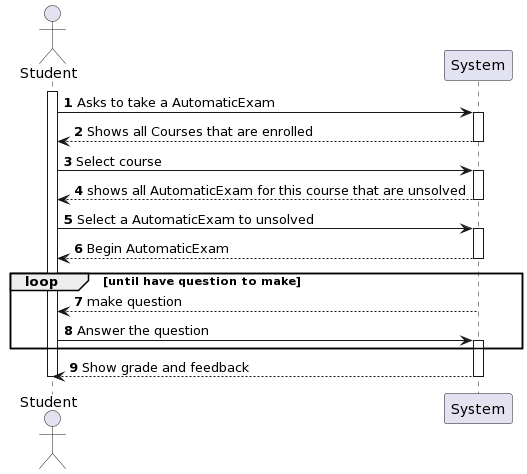 Student
System
1 Asks to take a AutomaticExam
2 Shows all Courses that are enrolled
3 Select course
4 shows all AutomaticExam for this course that are unsolved
5 Select a AutomaticExam to unsolved
6 Begin AutomaticExam
loop [until have question to make]
7 make question
8 Answer the question
9 Show grade and feedback
Student
System